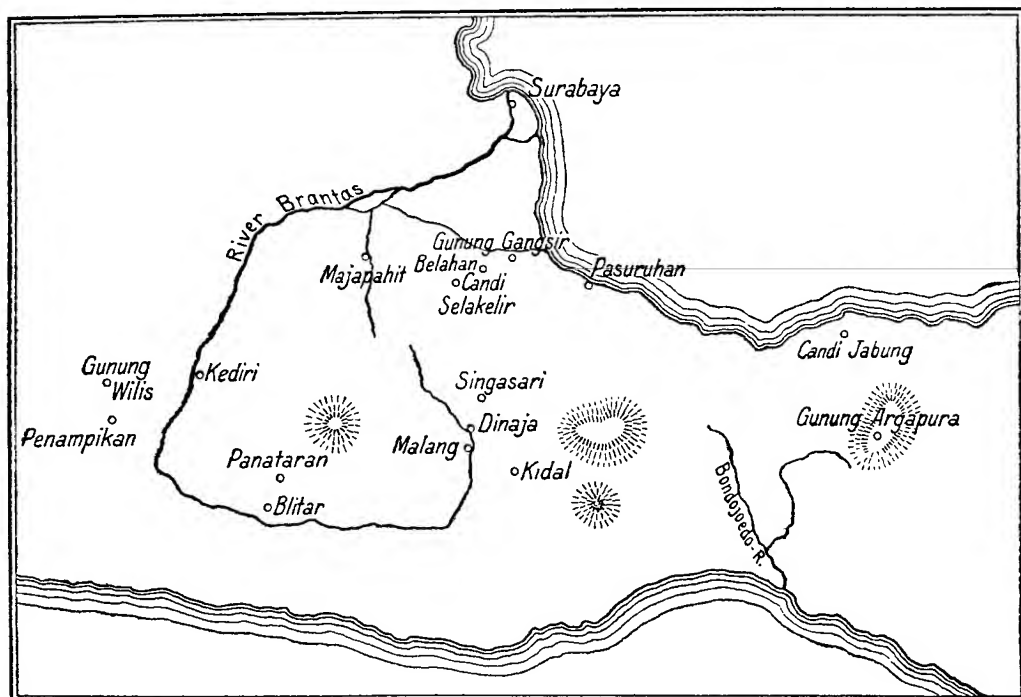 Surabaya
River Brantas
Gunung Gangsir
Belahan
Majapahit
Candi
Selakelir
Pasuruhan
Candi Jabung
Gunung
Wilis
Kediri
Singasari
Penampikan
Dinaja
Gunung Argapura
Malang
Panataran
Kidal
Blitar
Bondojoedo-R.